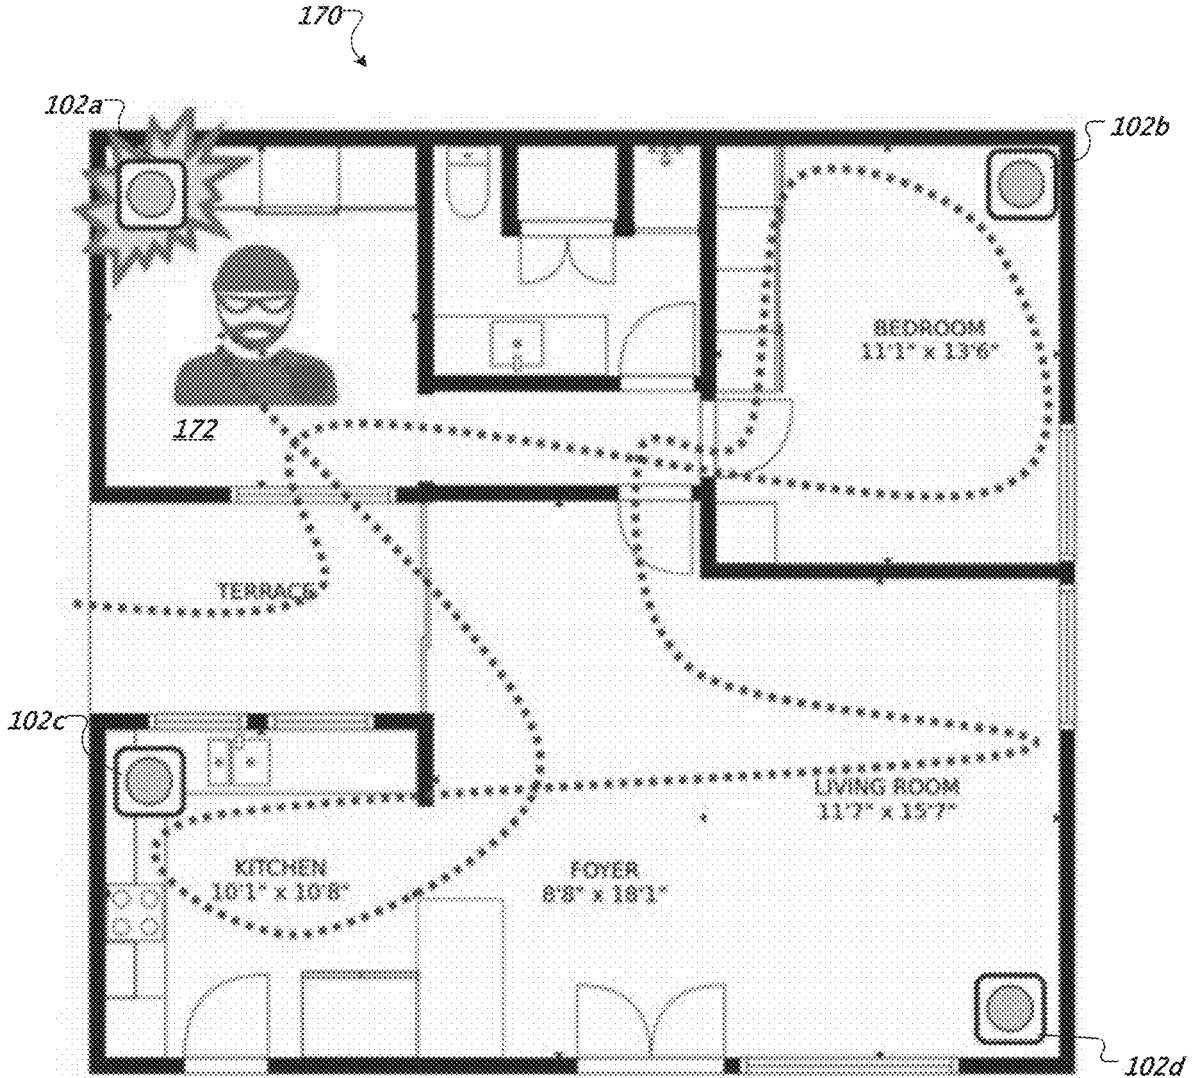 170
102a
102b
BEDROOM
11'1" x 13'6"
172
TERRACE
102c
LIVING ROOM
11'7" x 15'7"
KITCHEN
10'1" x 10'8"
FOYER
8'8" x 18'1"
102d